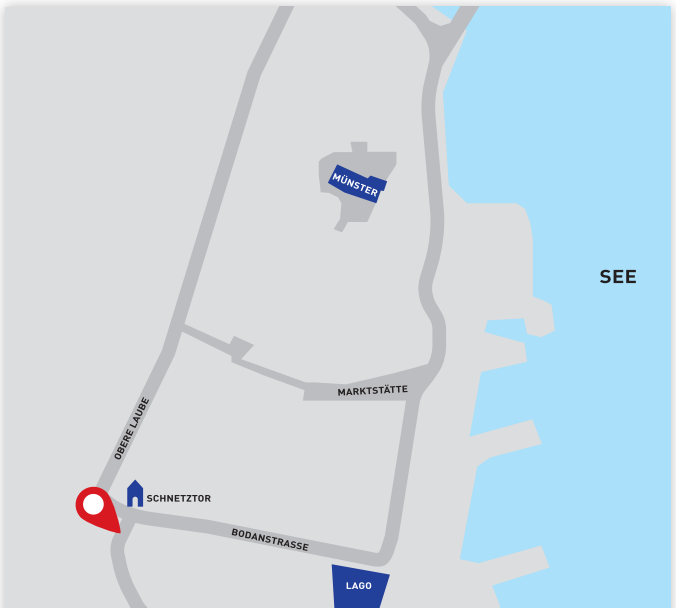 MÜNSTER
SEE
MARKTSTÄTTE
OBERE LAUBE
SCHNETZTOR
BODANSTRASSE
LAGO